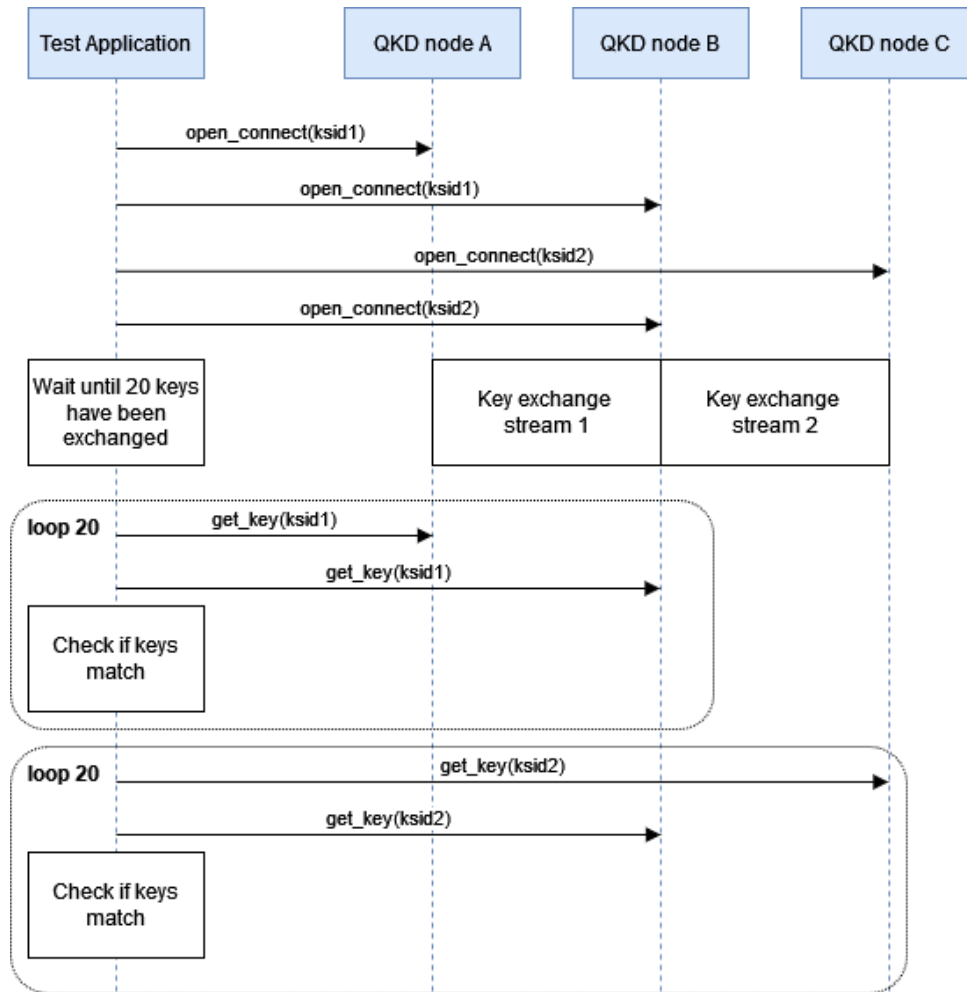 Test Application
QKD node A
QKD node B
QKD node C
open_connect(ksid1)
open_connect(ksid1)
open_connect(ksid2)
open_connect(ksid2)
Wait until 20 keys
have been
exchanged
Key exchange
stream 1
Key exchange
stream 2
loop 20
get_key(ksid1)
get_key(ksid1)
Check if keys
match
loop 20
get_key(ksid2)
get_key(ksid2)
Check if keys
match